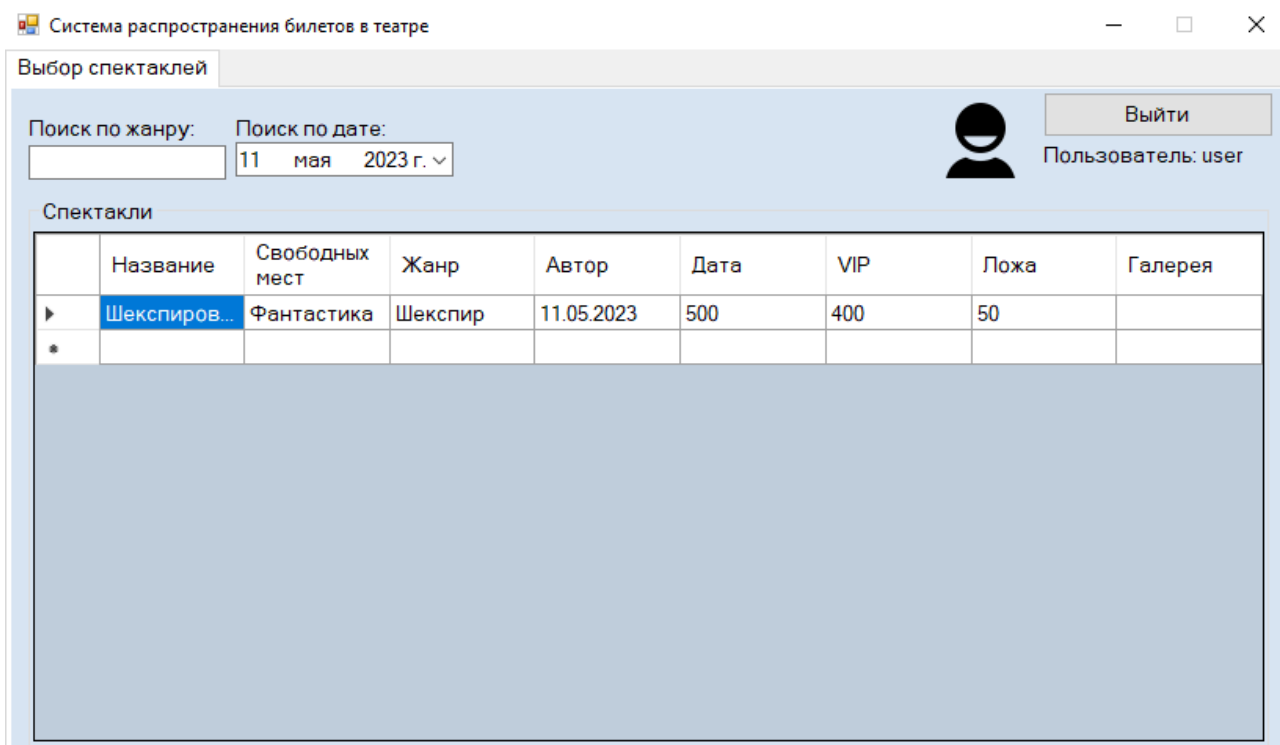 Система распространения билетов в театре
Выбор спектаклей
Выйти
Поиск по жанру: Поиск по дате:
11 мая 2023 г.
Пользователь: user
Спектакли
Название Свободных мест Жанр Автор Дата VIP Ложа Галерея
Шекспиров... Фантастика Шекспир 11.05.2023 500 400 50